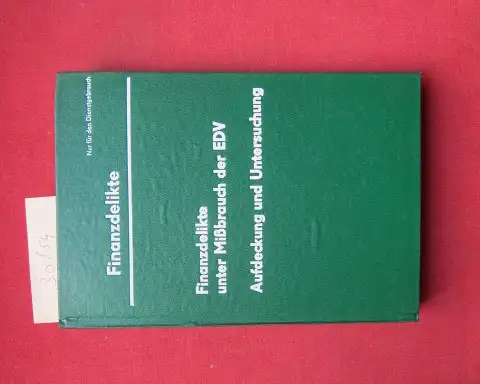 Nur für den Dienstgebrauch
Finanzdelikte
Finanzdelikte
unter Mißbrauch der EDV
Aufdeckung und Untersuchung
30/54